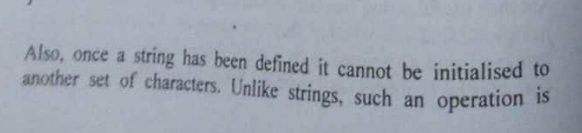 Also, once a string has been defined it cannot be initialised to
another set of characters. Unlike strings, such an operation is